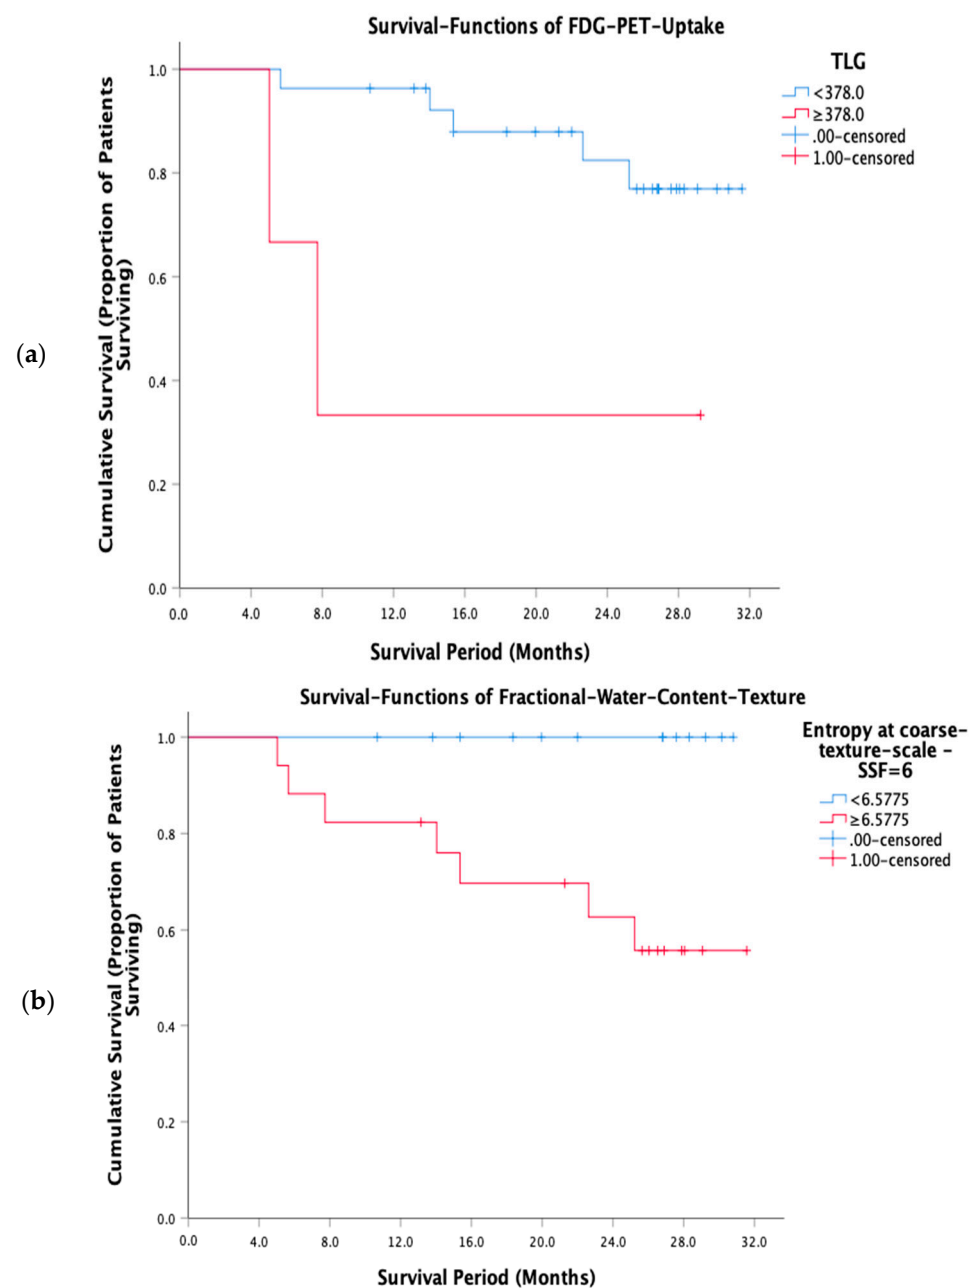 Survival-Functions of FDG-PET-Uptake
TLG
<378.0
≥378.0
.00-censored
1.00-censored
Cumulative Survival (Proportion of Patients
Surviving)
(a)
1.0
0.8
0.6
0.4
0.2
0.0
0.0 4.0 8.0 12.0 16.0 20.0 24.0 28.0 32.0
Survival Period (Months)
Survival-Functions of Fractional-Water-Content-Texture
Entropy at coarse-
texture-scale -
SSF=6
<6.5775
≥6.5775
.00-censored
1.00-censored
Cumulative Survival (Proportion of Patients
Surviving)
(b)
1.0
0.8
0.6
0.4
0.2
0.0
0.0 4.0 8.0 12.0 16.0 20.0 24.0 28.0 32.0
Survival Period (Months)